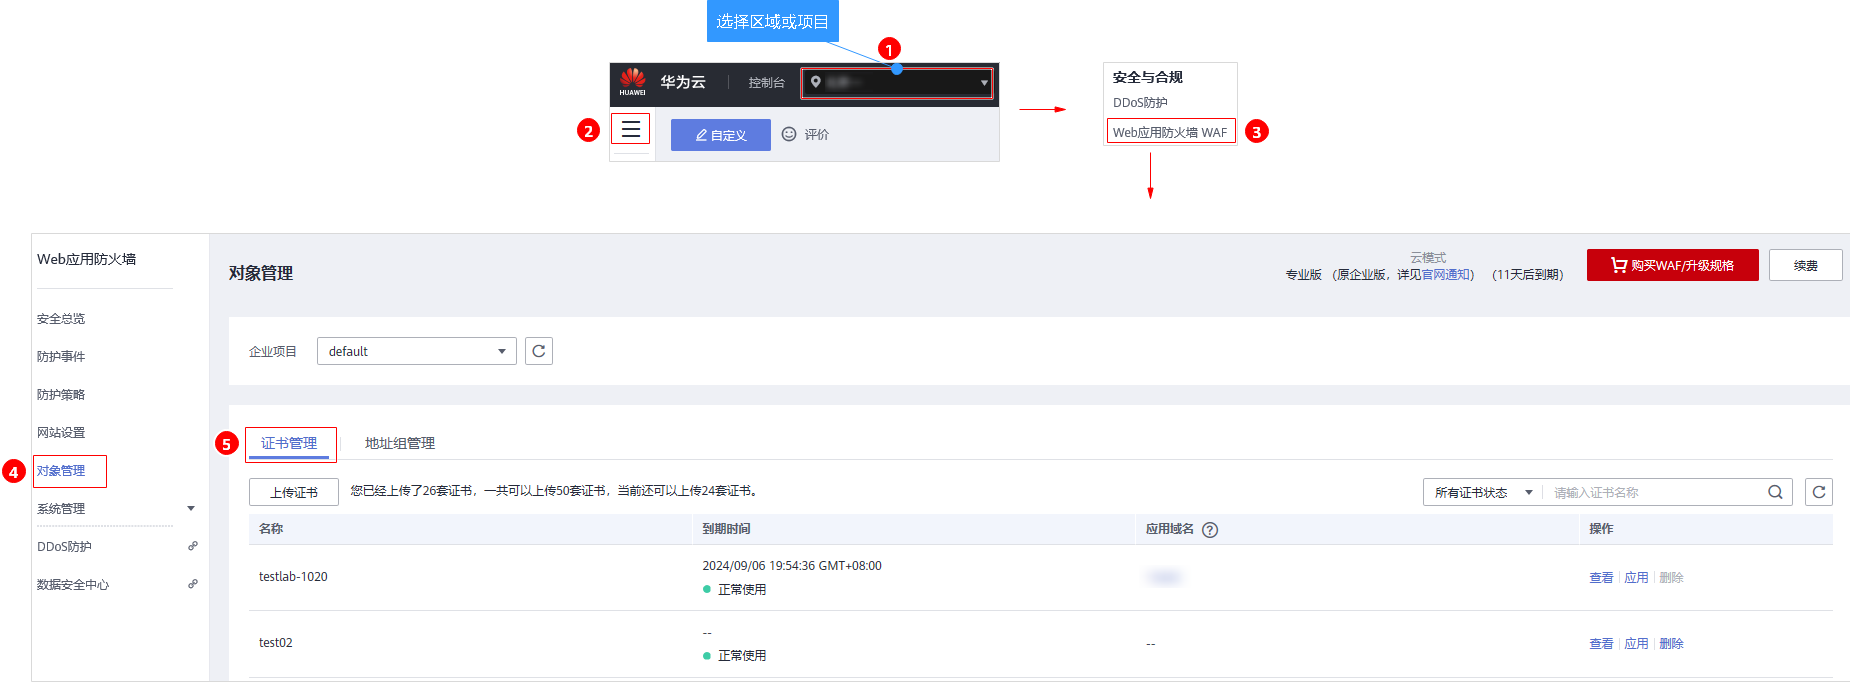 选择区域或项目
1
HUAWEI
华为云
控制台
2
自定义
评价
安全与合规
DDoS防护
Web应用防火墙 WAF
3
Web应用防火墙
安全总览
防护事件
防护策略
网站设置
4
对象管理
系统管理
DDoS防护
数据安全中心
对象管理
云模式
专业版 （原企业版，详见官网通知） （11天后到期）
购买WAF/升级规格
续费
企业项目
default
5
证书管理
地址组管理
上传证书
您已经上传了26套证书，一共可以上传50套证书，当前还可以上传24套证书。
所有证书状态
请输入证书名称
名称 到期时间 应用域名 ? 操作
testlab-1020
2024/09/06 19:54:36 GMT+08:00
正常使用
查看 应用 删除
test02
--
正常使用
--
查看 应用 删除